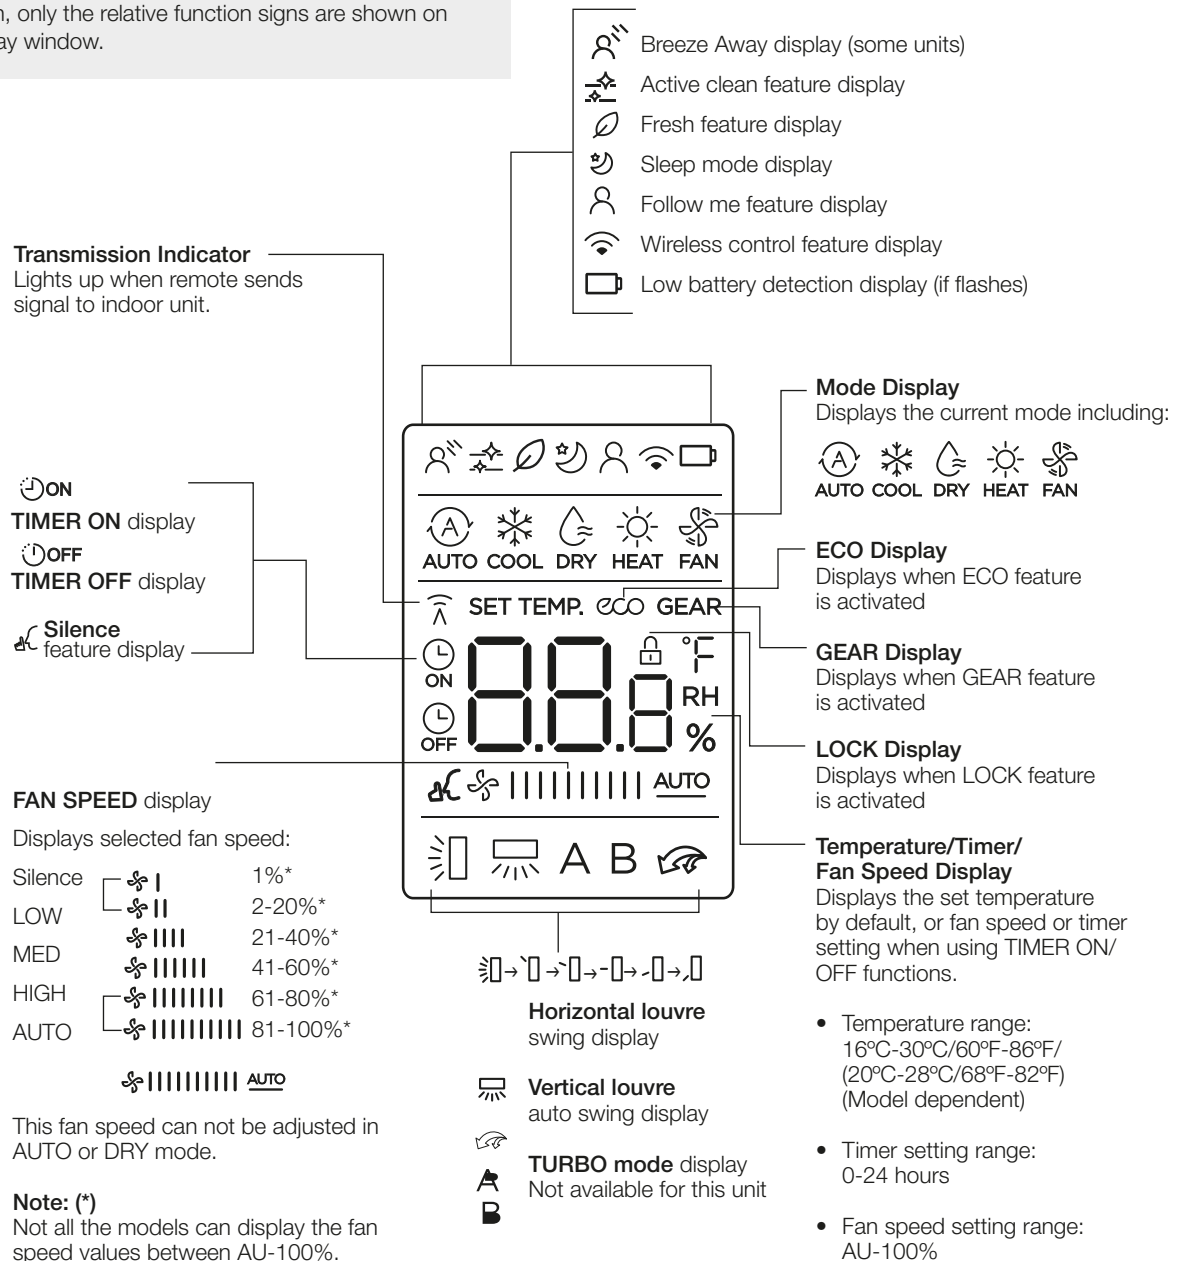 , only the relative function signs are shown on
ay window.
Breeze Away display (some units)
Active clean feature display
Fresh feature display
Sleep mode display
Follow me feature display
Wireless control feature display
Low battery detection display (if flashes)
Transmission Indicator
Lights up when remote sends
signal to indoor unit.
ON
TIMER ON display
OFF
TIMER OFF display
Silence
feature display
A
AUTO COOL DRY HEAT FAN
SET TEMP. eco GEAR
ON
OFF
88.8
°F
RH
%
AUTO
A B
Mode Display
Displays the current mode including:
A
AUTO COOL DRY HEAT FAN
ECO Display
Displays when ECO feature
is activated
GEAR Display
Displays when GEAR feature
is activated
LOCK Display
Displays when LOCK feature
is activated
Temperature/Timer/
Fan Speed Display
Displays the set temperature
by default, or fan speed or timer
setting when using TIMER ON/
OFF functions.
• Temperature range:
16ºC-30ºC/60ºF-86ºF/
(20ºC-28ºC/68ºF-82ºF)
(Model dependent)
• Timer setting range:
0-24 hours
• Fan speed setting range:
AU-100%
FAN SPEED display
Displays selected fan speed:
Silence 1%*
LOW 2-20%*
21-40%*
MED 41-60%*
HIGH 61-80%*
AUTO 81-100%*
AUTO
This fan speed can not be adjusted in
AUTO or DRY mode.
Note: (*)
Not all the models can display the fan
speed values between AU-100%.
Horizontal louvre
swing display
Vertical louvre
auto swing display
TURBO mode display
A Not available for this unit
B